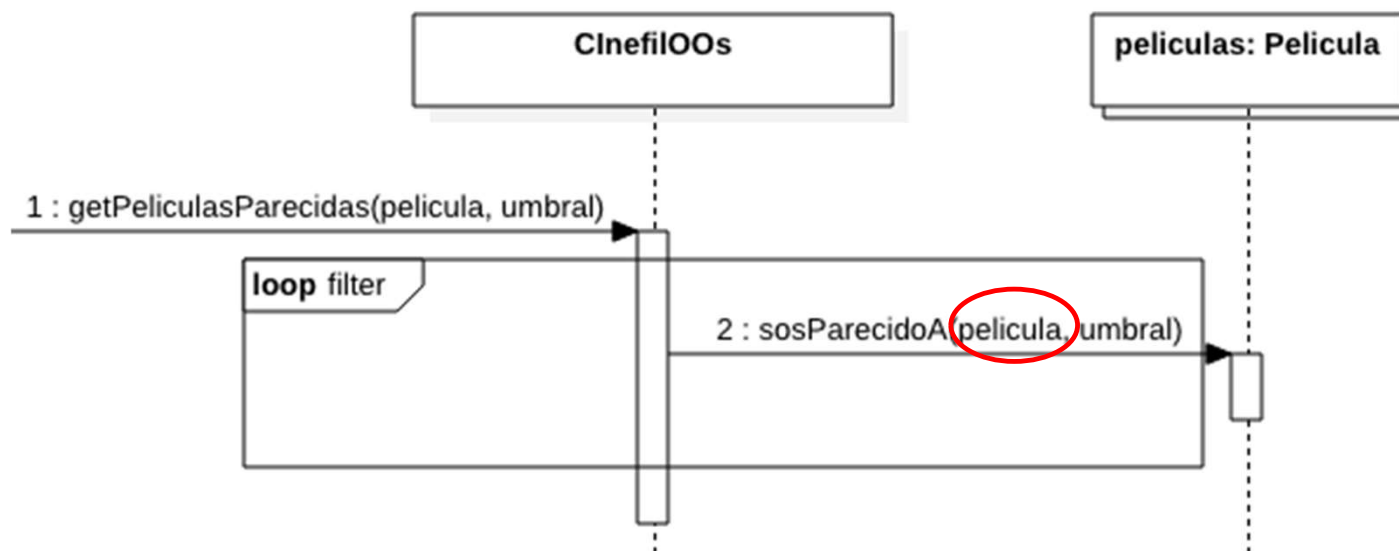 CInefilOOs
peliculas: Pelicula
1 : getPeliculasParecidas(pelicula, umbral)
loop filter
2 : sosParecidoA(pelicula, umbral)